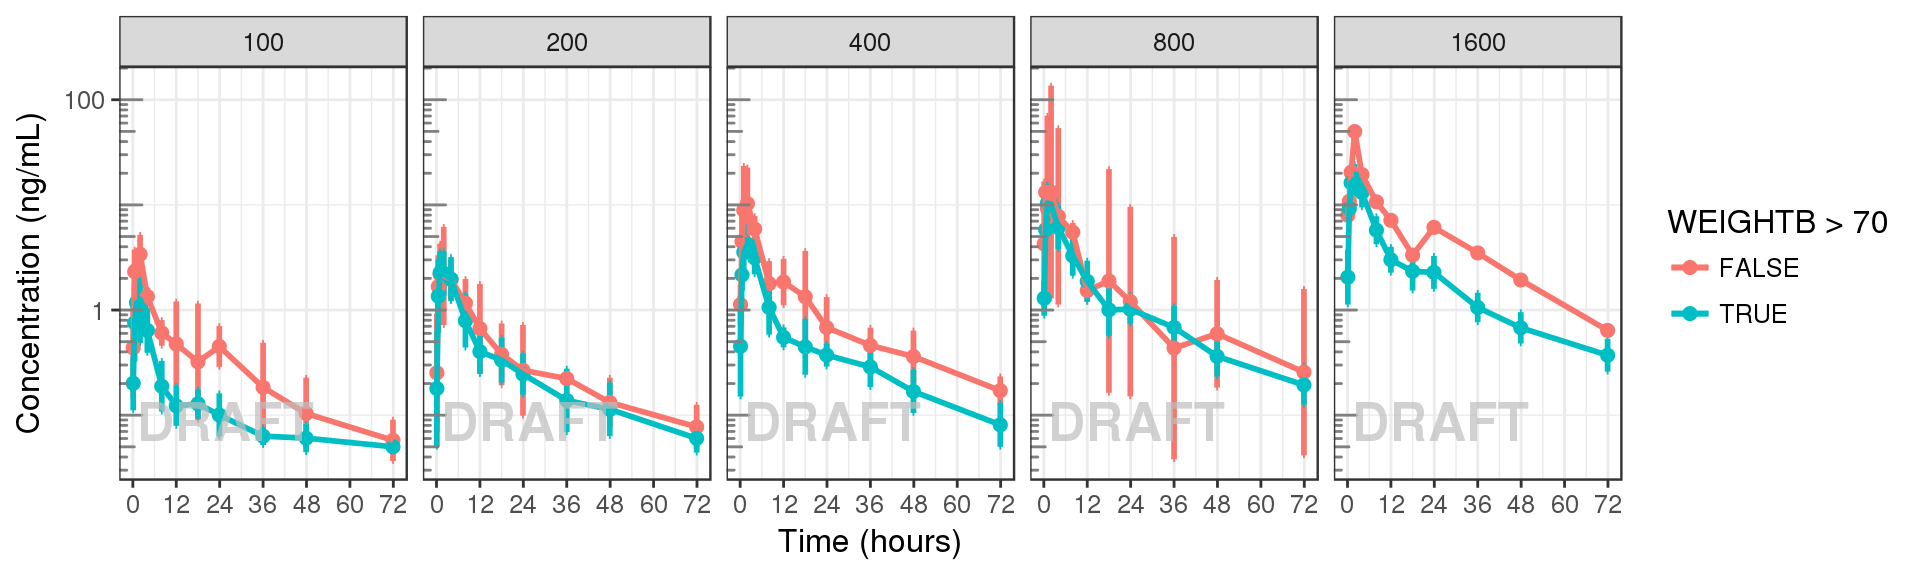 100 200 400 800 1600
100
1
Concentration (ng/mL)
DRAFT DRAFT DRAFT DRAFT DRAFT
0 12 24 36 48 60 72 0 12 24 36 48 60 72 0 12 24 36 48 60 72 0 12 24 36 48 60 72 0 12 24 36 48 60 72
Time (hours)
WEIGHTB > 70
FALSE
TRUE